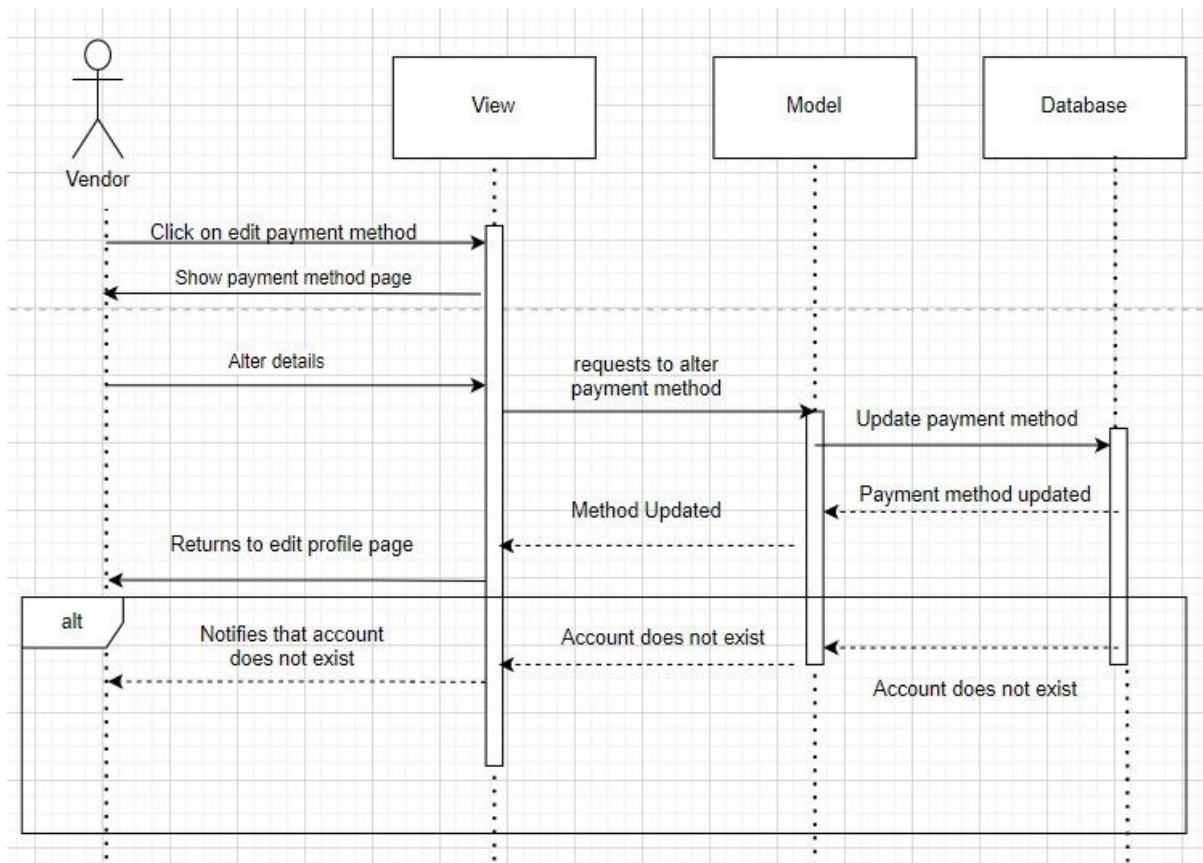 View
Model
Database
Vendor
Click on edit payment method
Show payment method page
Alter details
requests to alter
payment method
Update payment method
Payment method updated
Method Updated
Returns to edit profile page
alt
Notifies that account
does not exist
Account does not exist
Account does not exist